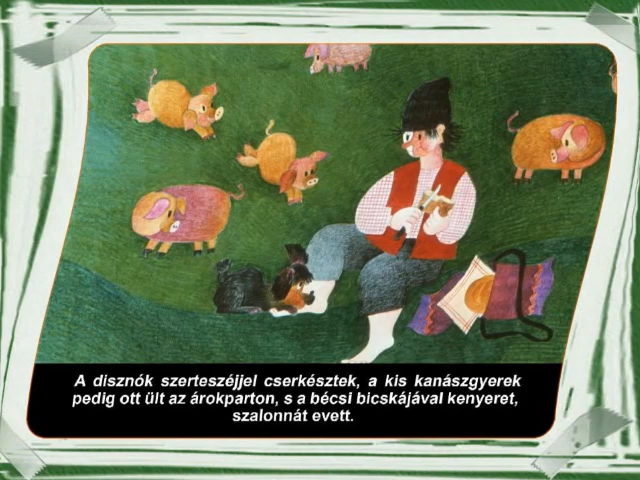 A disznók szerteszéjjel cserkésztek, a kis kanászgyerek
pedig ott ült az árokparton, s a bécsi bicskájával kenyeret,
szalonnát evett.